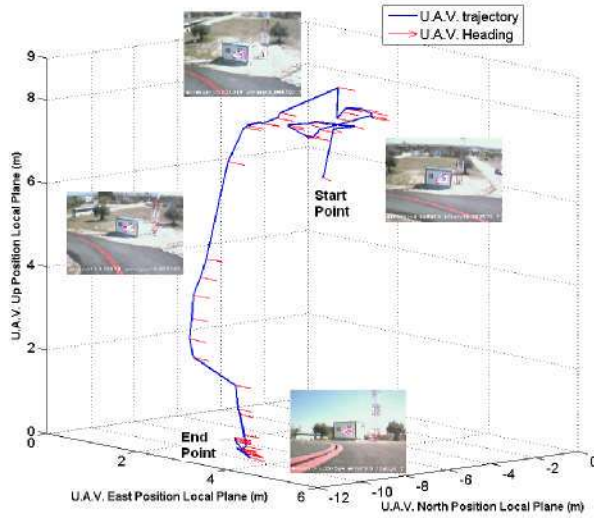 U.A.V. trajectory
U.A.V. Heading
9
8
6
4
2
0
U.A.V. Up Position Local Plane (m)
Start
Point
End
Point
0
2
4
6
U.A.V. East Position Local Plane (m)
-12
-10
-8
-6
-4
-2
0
U.A.V. North Position Local Plane (m)